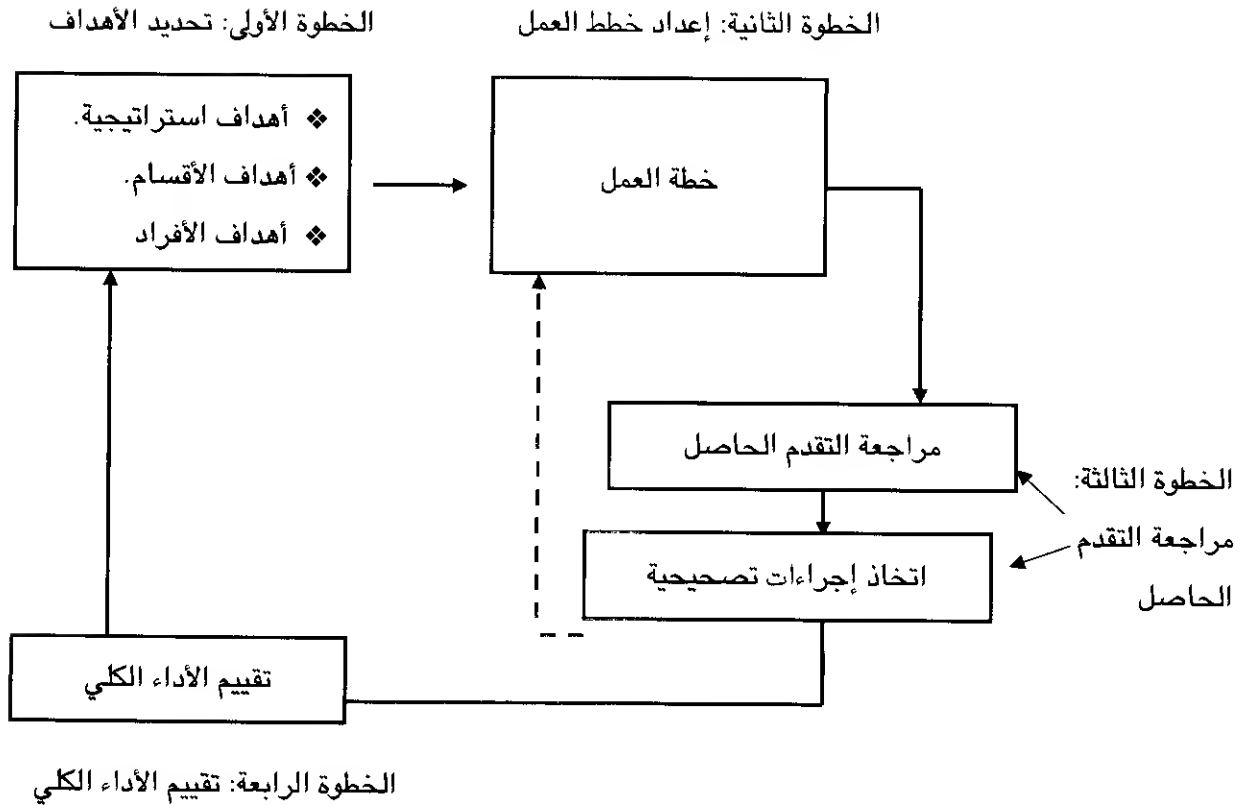 الخطوة الأولى: تحديد الأهداف
الخطوة الثانية: إعداد خطط العمل
❖ أهداف استراتيجية.
❖ أهداف الأقسام.
❖ أهداف الأفراد
خطة العمل
مراجعة التقدم الحاصل
اتخاذ إجراءات تصحيحية
الخطوة الثالثة:
مراجعة التقدم
الحاصل
تقييم الأداء الكلي
الخطوة الرابعة: تقييم الأداء الكلي